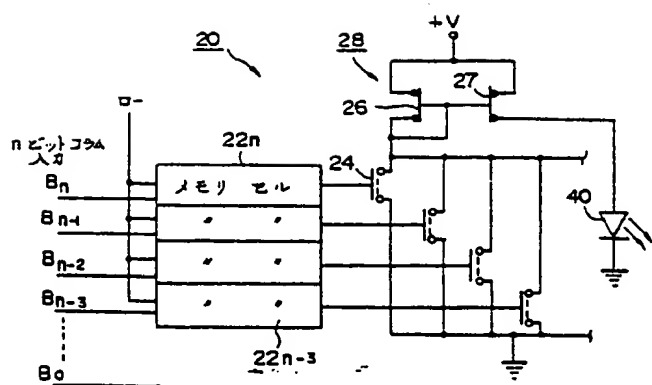 +V
20
28
27
26
ロー
nビットコラム
入力
22n
24
Bn
メモリ セル
Bn-1
〃 〃
Bn-2
〃 〃
Bn-3
〃 〃
40
22n-3
B0